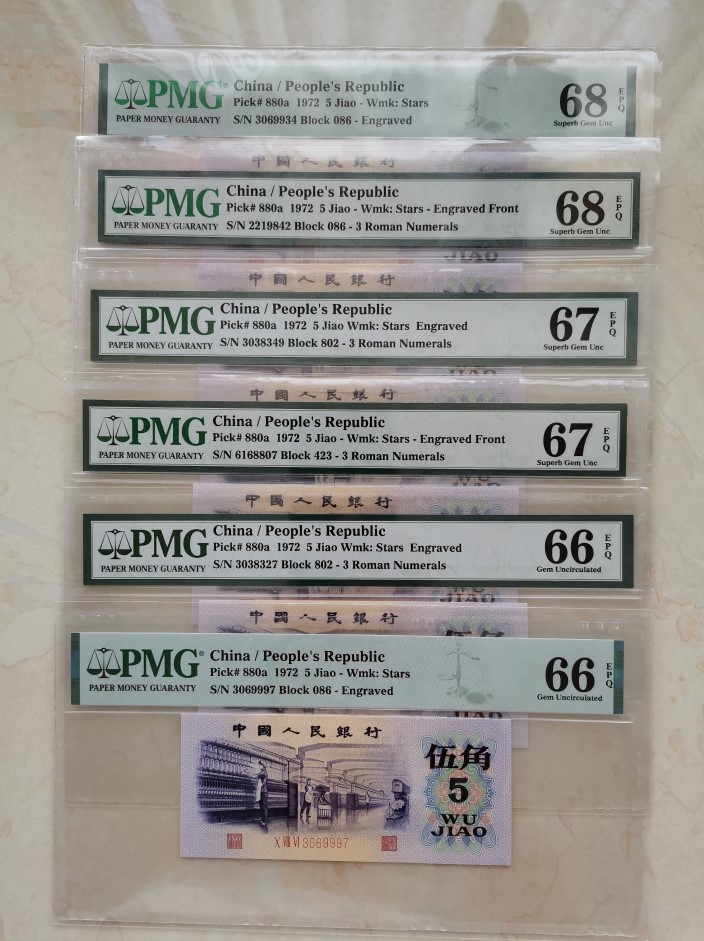 PMG China / People's Republic
Pick# 880a 1972 5 Jiao - Wmk: Stars
PAPER MONEY GUARANTY S/N 3069934 Block 086 - Engraved
68 EPQ
Superb Gem Unc
中國人民銀行
PMG China / People's Republic
Pick# 880a 1972 5 Jiao - Wmk: Stars - Engraved Front
PAPER MONEY GUARANTY S/N 2219842 Block 086 - 3 Roman Numerals
68 EPQ
Superb Gem Unc
JIAO
中國人民銀行
PMG China / People's Republic
Pick# 880a 1972 5 Jiao Wmk: Stars Engraved
PAPER MONEY GUARANTY S/N 3038349 Block 802 - 3 Roman Numerals
67 EPQ
Superb Gem Unc
JIAO
中國人民銀行
PMG China / People's Republic
Pick# 880a 1972 5 Jiao - Wmk: Stars - Engraved Front
PAPER MONEY GUARANTY S/N 6168807 Block 423 - 3 Roman Numerals
67 EPQ
Superb Gem Unc
WU
中國人民銀行
PMG China / People's Republic
Pick# 880a 1972 5 Jiao Wmk: Stars Engraved
PAPER MONEY GUARANTY S/N 3038327 Block 802 - 3 Roman Numerals
66 EPQ
Gem Uncirculated
JIAO
中國人民銀行
伍角
PMG® China / People's Republic
Pick# 880a 1972 5 Jiao - Wmk: Stars
PAPER MONEY GUARANTY S/N 3069997 Block 086 - Engraved
66 EPQ
Gem Uncirculated
JIAO
中國人民銀行
伍角
5
WU
JIAO
X VIII VI 3069997